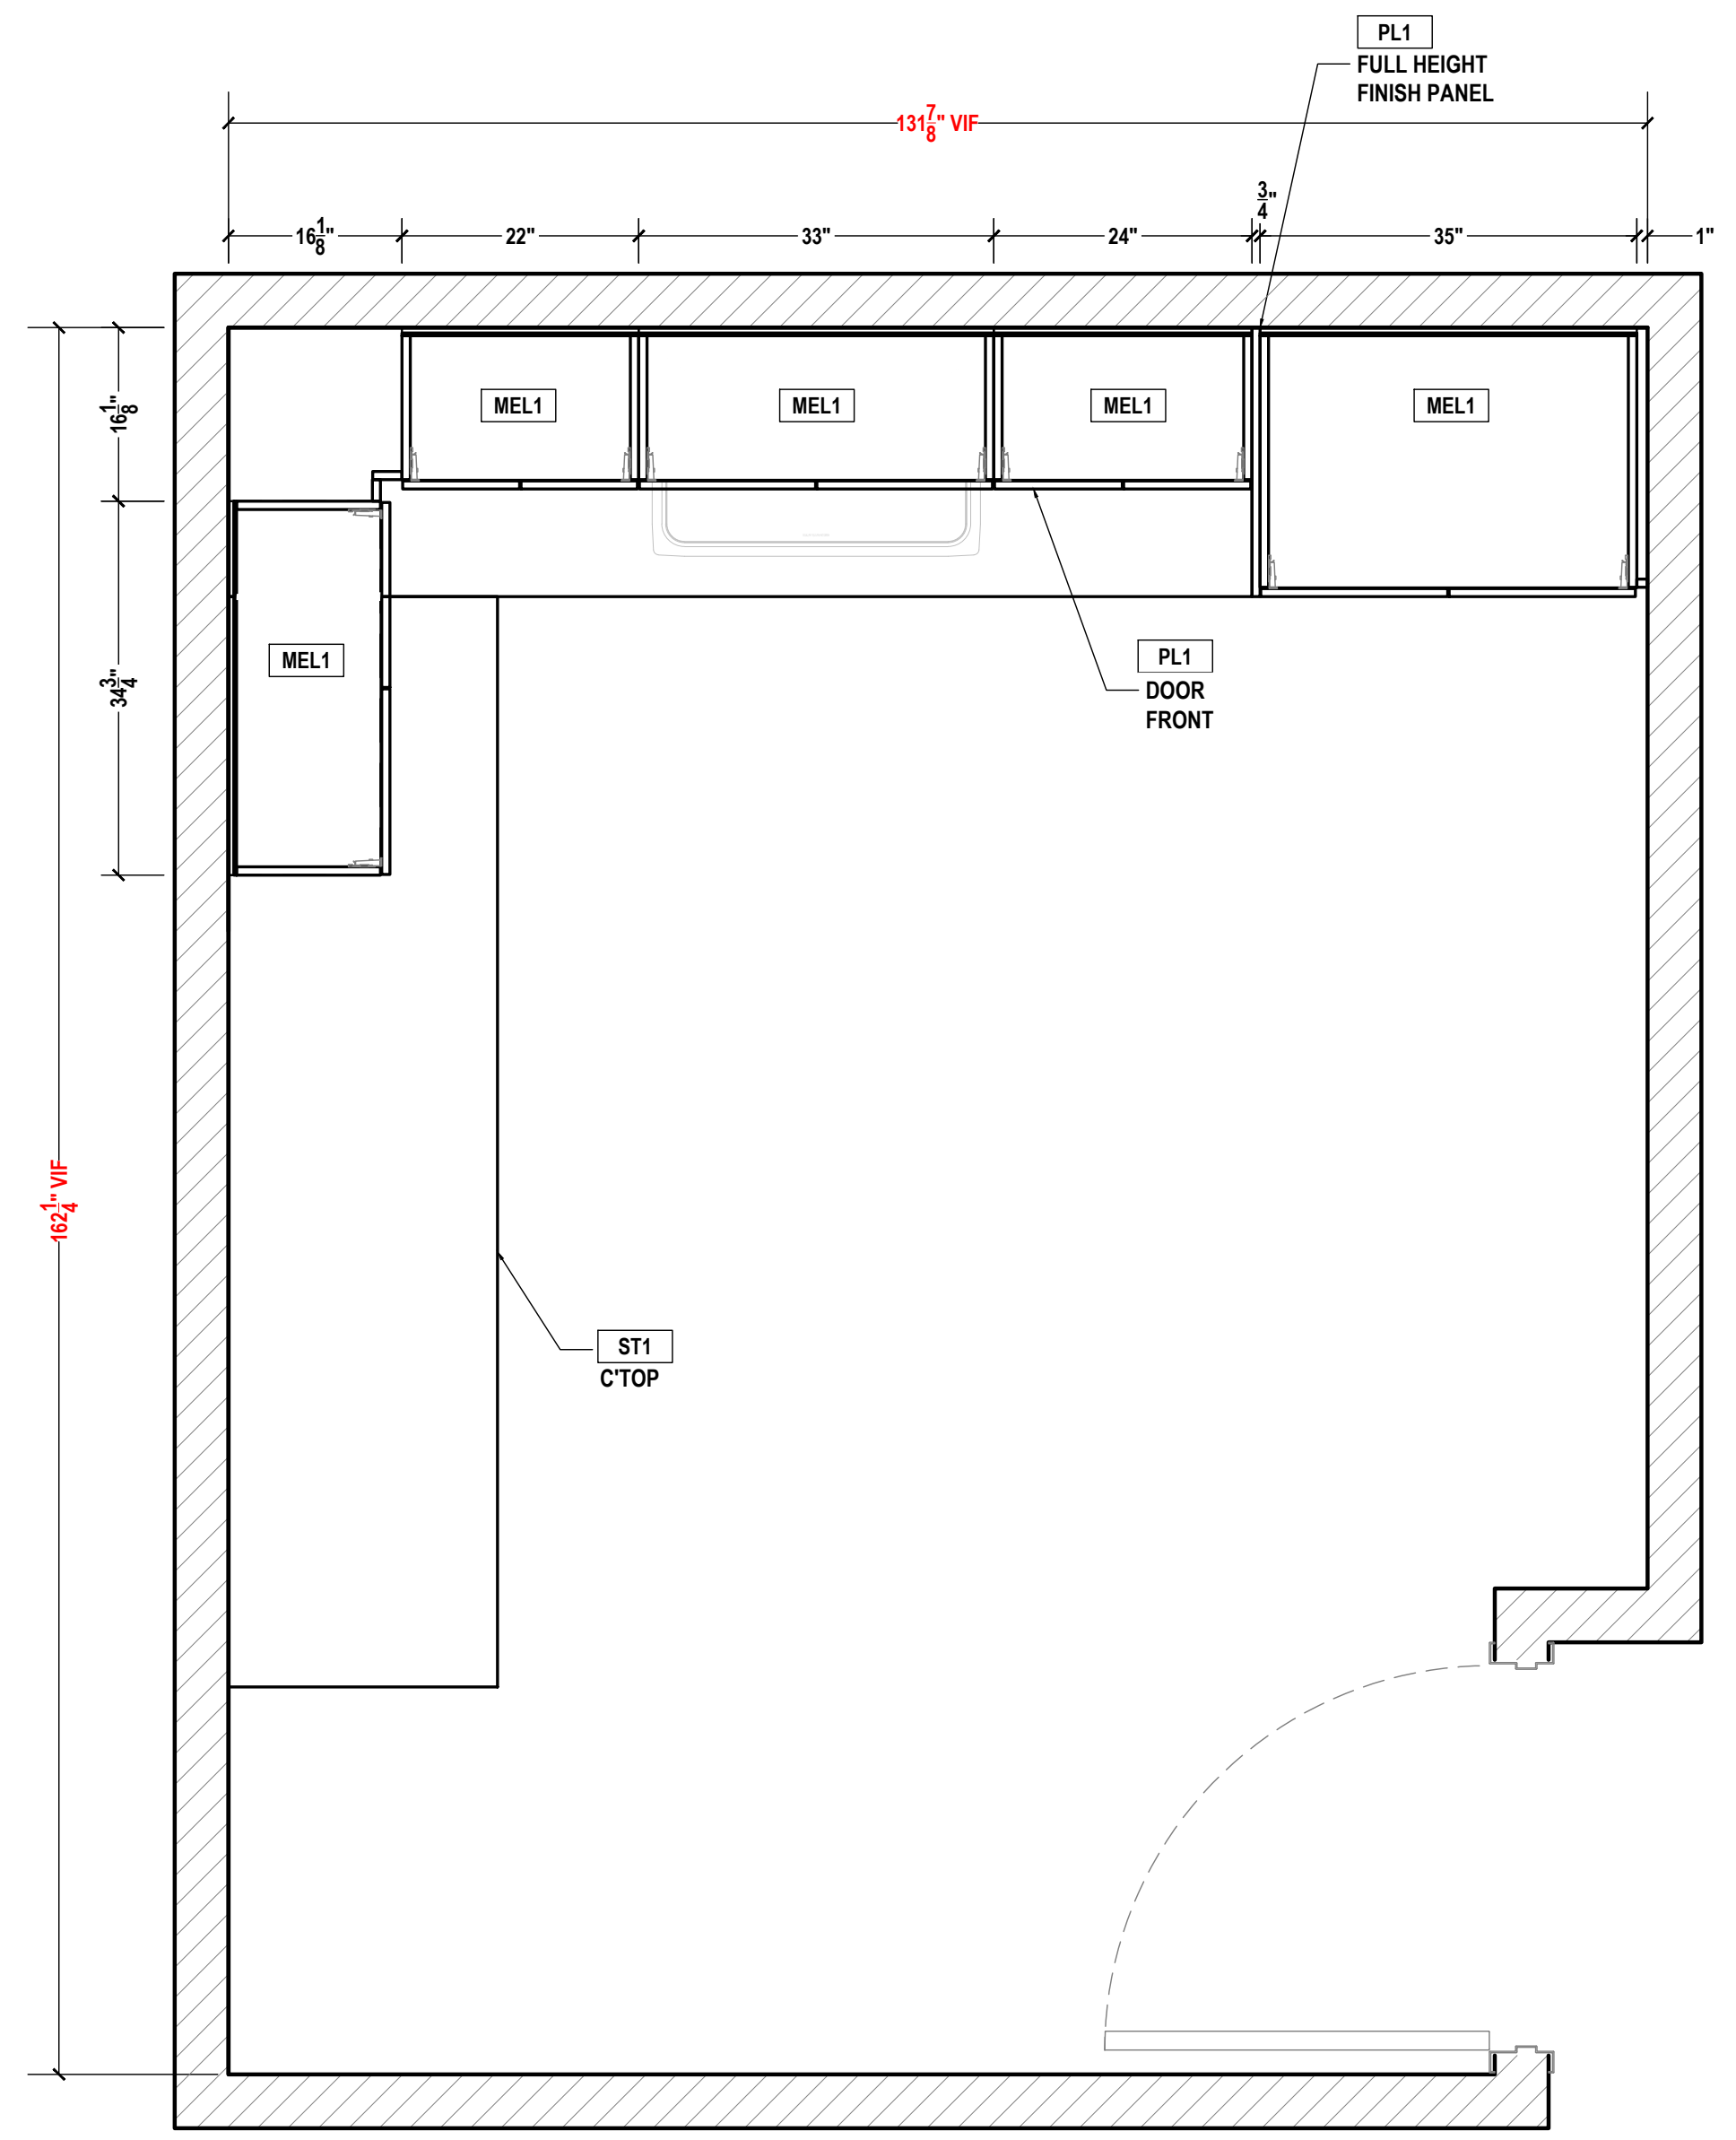 PL1
FULL HEIGHT
FINISH PANEL
131 7/8" VIF
3/4"
16 1/8"
22"
33"
24"
35"
1"
16 1/8"
MEL1
MEL1
MEL1
MEL1
34 3/4"
MEL1
PL1
DOOR
FRONT
162 1/4" VIF
ST1
C'TOP